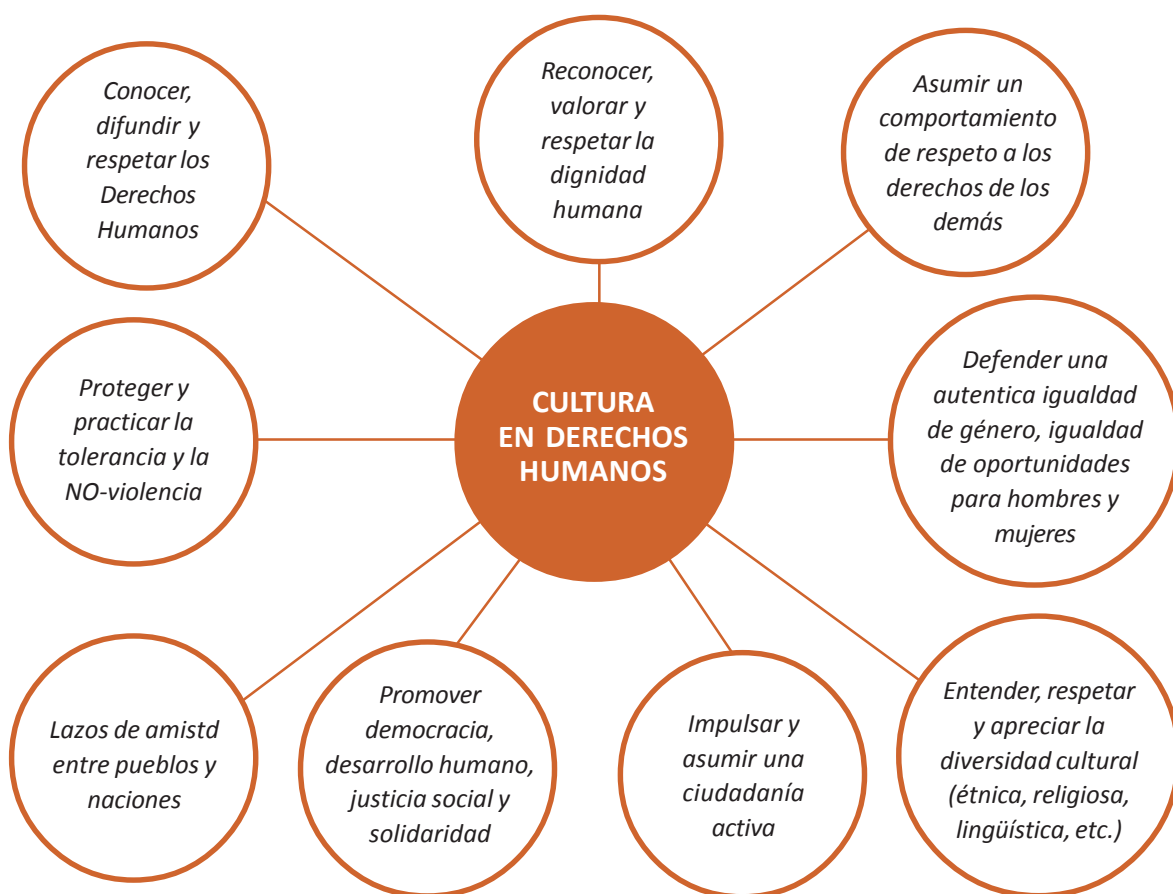 Conocer,
difundir y
respetar los
Derechos
Humanos
Reconocer,
valorar y
respetar la
dignidad
humana
Asumir un
comportamiento
de respeto a los
derechos de los
demás
Proteger y
practicar la
tolerancia y la
NO-violencia
CULTURA
EN DERECHOS
HUMANOS
Defender una
autentica igualdad
de género, igualdad
de oportunidades
para hombres y
mujeres
Lazos de amistd
entre pueblos y
naciones
Promover
democracia,
desarrollo humano,
justicia social y
solidaridad
Impulsar y
asumir una
ciudadanía
activa
Entender, respetar
y apreciar la
diversidad cultural
(étnica, religiosa,
lingüística, etc.)